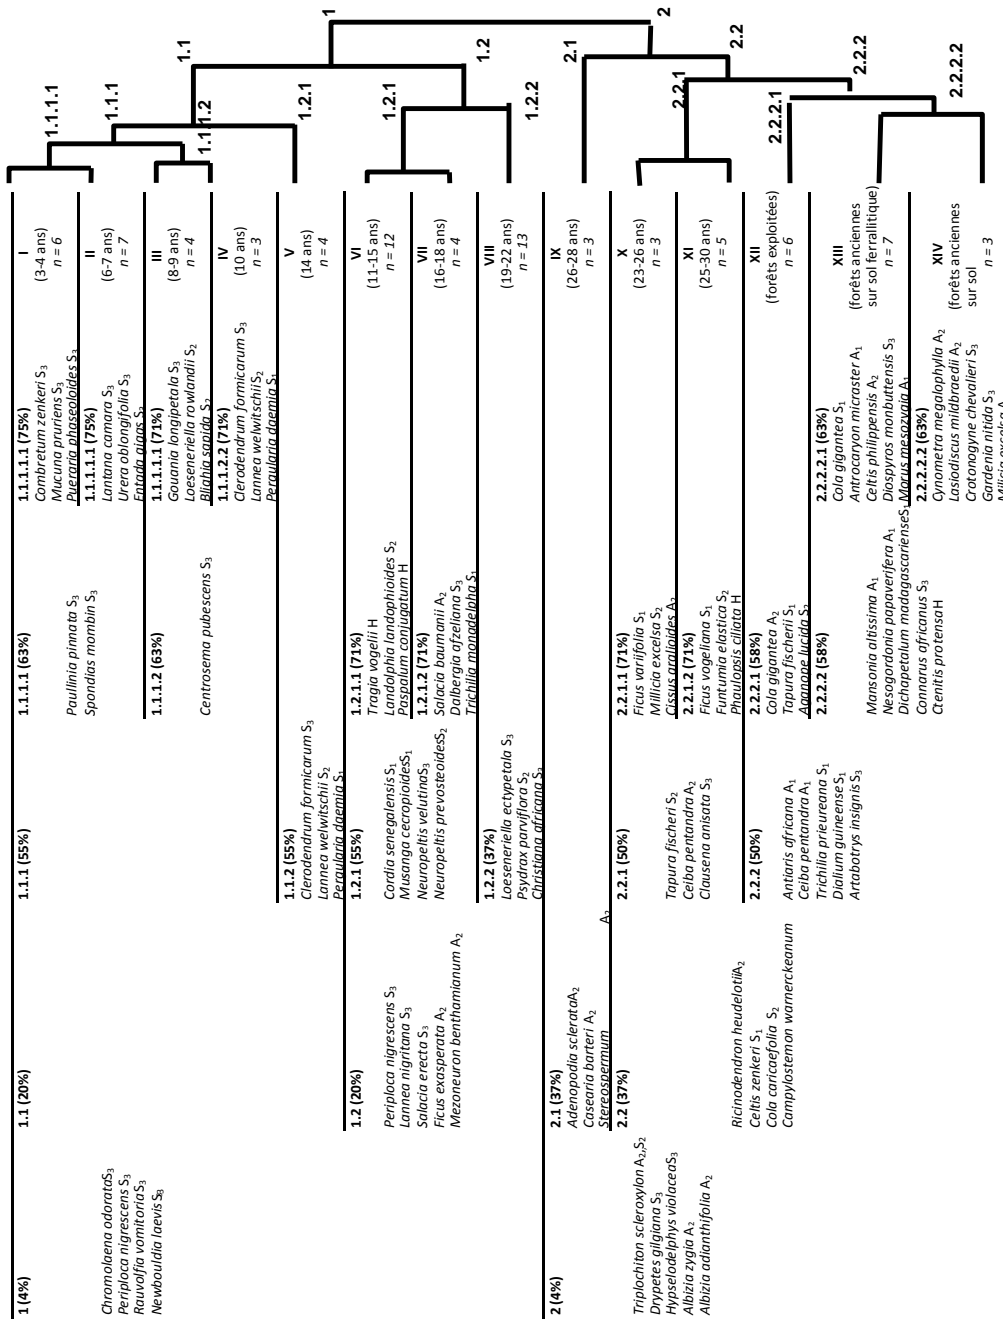 1 (4%)
Chromolaena odorata S3
Periploca nigrescens S3
Rauvolfia vomitoria S3
Newbouldia laevis S3
2 (4%)
Triplochiton scleroxylon A2,S2
Drypetes gilgiana S3
Hypselodelphys violacea S3
Albizia zygia A2
Albizia adianthifolia A2
1.1 (20%)
1.2 (20%)
Periploca nigrescens S3
Lannea nigritana S3
Salacia erecta S3
Ficus exasperata A2
Mezoneuron benthamianum A2
2.1 (37%)
Adenopodia sclerata A2
Casearia barteri A2
Stereospermum
A2
2.2 (37%)
Ricinodendron heudelotii A2
Celtis zenkeri S1
Cola caricaefolia S2
Campylostemon warnerckeanum
1.1.1 (55%)
1.1.2 (55%)
Clerodendrum formicarum S3
Lannea welwitschii S2
Pergularia daemia S1
1.2.1 (55%)
Cordia senegalensis S1
Musanga cecropioides S1
Neuropeltis velutina S3
Neuropeltis prevosteoides S2
1.2.2 (37%)
Loeseneriella ectypetala S3
Psydrax parviflora S2
Christiana africana S3
2.2.1 (50%)
Tapura fischeri S2
Ceiba pentandra A2
Clausena anisata S3
2.2.2 (50%)
Antiaris africana A1
Ceiba pentandra A1
Trichilia prieureana S1
Dialium guineense S1
Artabotrys insignis S3
1.1.1.1 (63%)
Paullinia pinnata S3
Spondias mombin S3
1.1.1.2 (63%)
Centrosema pubescens S3
1.2.1.1 (71%)
Tragia vogelii H
Landolphia landophioides S2
Paspalum conjugatum H
1.2.1.2 (71%)
Salacia baumanii A2
Dalbergia afzeliana S3
Trichilia monadelpha S1
2.2.1.1 (71%)
Ficus variifolia S1
Millicia excelsa S2
Cissus aralioides A2
2.2.1.2 (71%)
Ficus vogeliana S1
Funtumia elastica S2
Phaulopsis ciliata H
2.2.2.1 (58%)
Cola gigantea A2
Tapura fischerii S1
Aganope lucida S2
2.2.2.2 (58%)
Mansonia altissima A1
Nesogordonia papaverifera A1
Dichapetalum madagascariense S1
Connarus africanus S3
Ctenitis protensa H
1.1.1.1.1 (75%)
Combretum zenkeri S3
Mucuna pruriens S3
Pueraria phaseoloides S3
1.1.1.1.1 (75%)
Lantana camara S3
Urera oblongifolia S3
Entada gigas S2
1.1.1.1.1 (71%)
Gouania longipetala S3
Loeseneriella rowlandii S2
Blighia sapida S2
1.1.1.2.2 (71%)
Clerodendrum formicarum S3
Lannea welwitschii S2
Pergularia daemia S1
2.2.2.2.1 (63%)
Cola gigantea S1
Antrocaryon micraster A1
Celtis philippensis A2
Diospyros monbuttensis S3
Morus mesozygia A1
2.2.2.2.2 (63%)
Cynometra megalophylla A2
Lasiodiscus mildbraedii A2
Crotonogyne chevalieri S3
Gardenia nitida S3
Milicia excelsa A
I
(3-4 ans)
n = 6
II
(6-7 ans)
n = 7
III
(8-9 ans)
n = 4
IV
(10 ans)
n = 3
V
(14 ans)
n = 4
VI
(11-15 ans)
n = 12
VII
(16-18 ans)
n = 4
VIII
(19-22 ans)
n = 13
IX
(26-28 ans)
n = 3
X
(23-26 ans)
n = 3
XI
(25-30 ans)
n = 5
XII
(forêts exploitées)
n = 6
XIII
(forêts anciennes
sur sol ferrallitique)
n = 7
XIV
(forêts anciennes
sur sol
n = 3
1.1.1.1
1.1.1
1.1.1.2
1.1
1.2.1
1
1.2.1
1.2
1.2.2
2.1
2
2.2.1
2.2
2.2.2.1
2.2.2
2.2.2.2